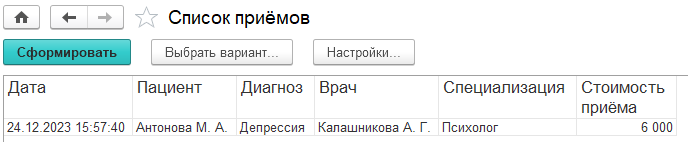 Список приёмов
Сформировать Выбрать вариант... Настройки...
Дата Пациент Диагноз Врач Специализация Стоимость
приёма
24.12.2023 15:57:40 Антонова М. А. Депрессия Калашникова А. Г. Психолог 6 000